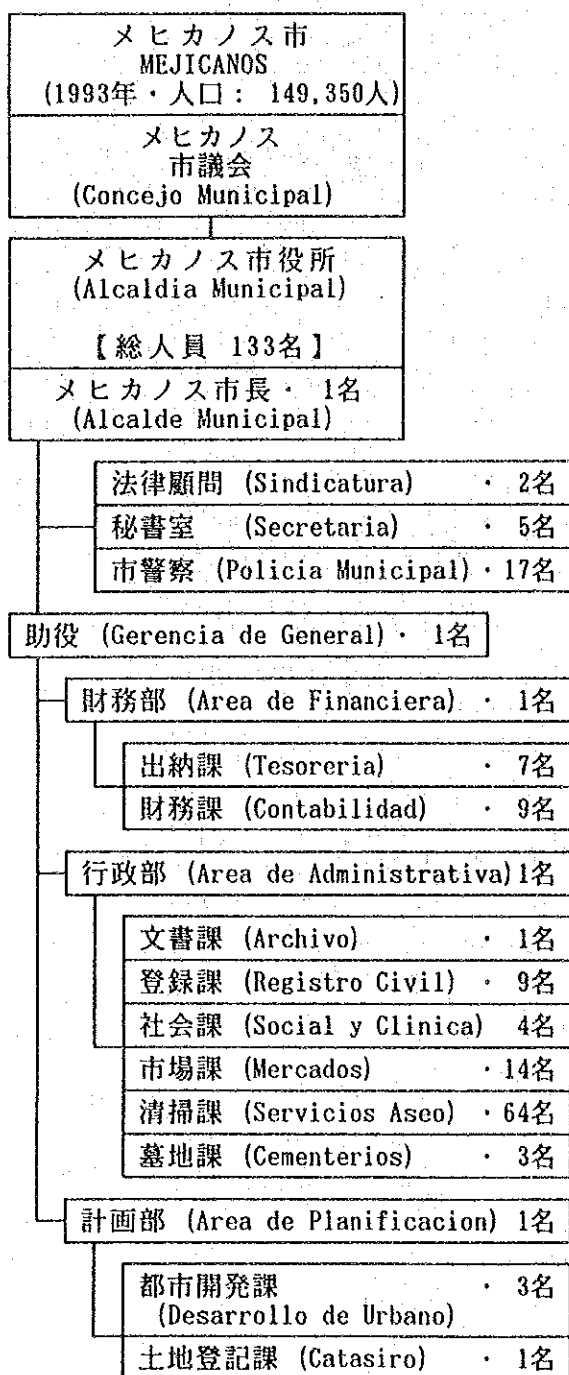 メヒカノス市
MEJICANOS
(1993年・人口： 149,350人)
メヒカノス
市議会
(Concejo Municipal)
メヒカノス市役所
(Alcaldia Municipal)
【総人員 133名】
メヒカノス市長・ 1名
(Alcalde Municipal)
法律顧問 (Sindicatura) ・ 2名
秘書室 (Secretaria) ・ 5名
市警察 (Policia Municipal)・17名
助役 (Gerencia de General)・ 1名
財務部 (Area de Financiera) ・ 1名
出納課 (Tesoreria) ・ 7名
財務課 (Contabilidad) ・ 9名
行政部 (Area de Administrativa)1名
文書課 (Archivo) ・ 1名
登録課 (Registro Civil) ・ 9名
社会課 (Social y Clinica) 4名
市場課 (Mercados) ・14名
清掃課 (Servicios Aseo) ・64名
墓地課 (Cementerios) ・ 3名
計画部 (Area de Planificacion) 1名
都市開発課 ・ 3名
(Desarrollo de Urbano)
土地登記課 (Catasiro) ・ 1名